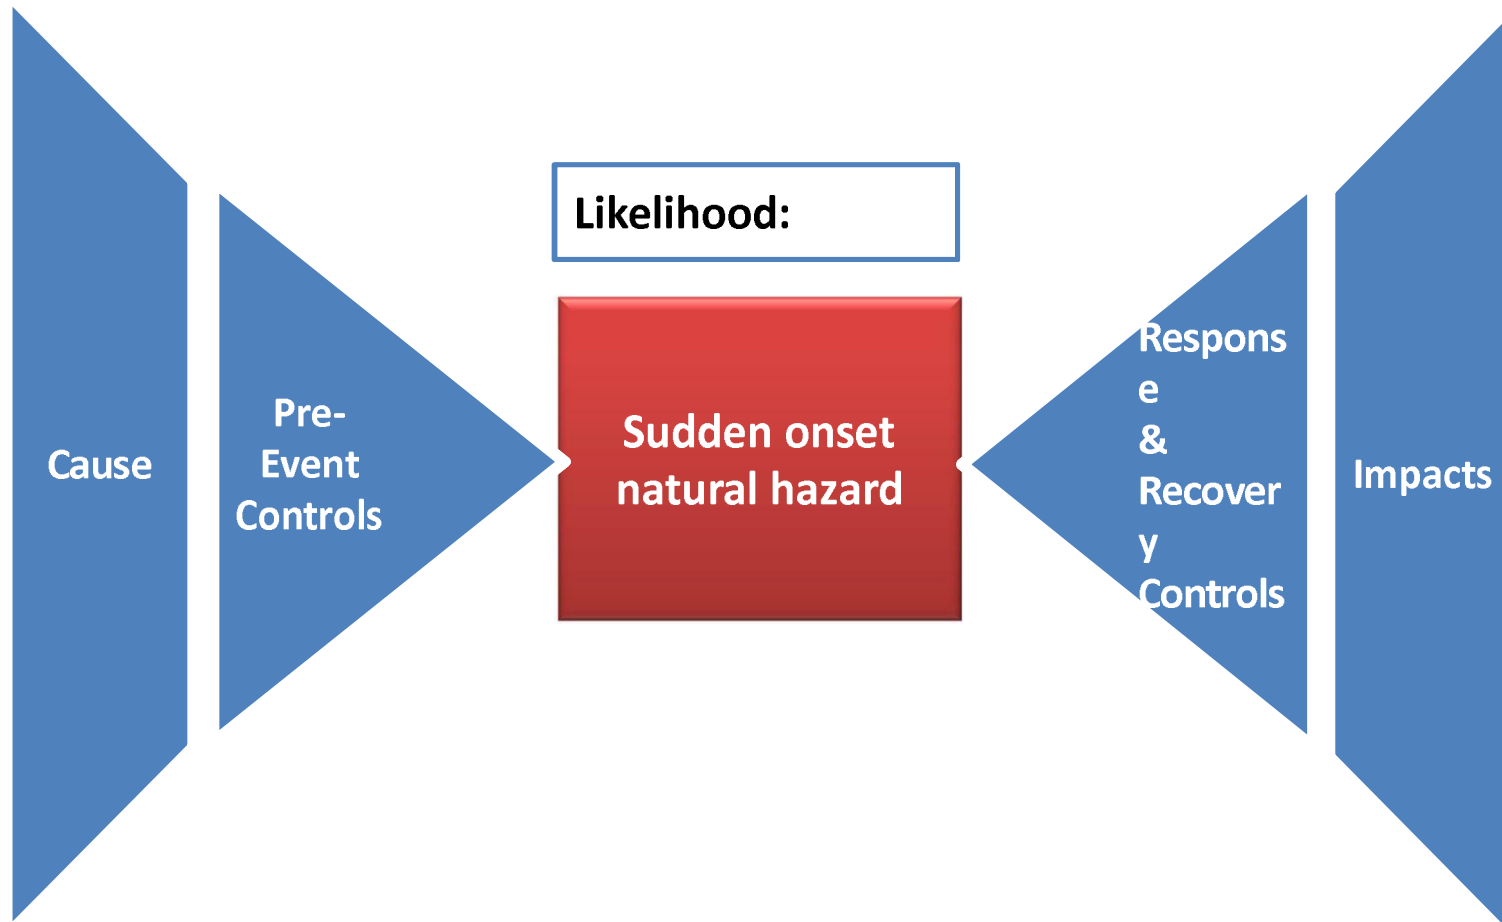 Likelihood:
Cause
Pre-
Event
Controls
Sudden onset
natural hazard
Respons
e
&
Recover
y
Controls
Impacts